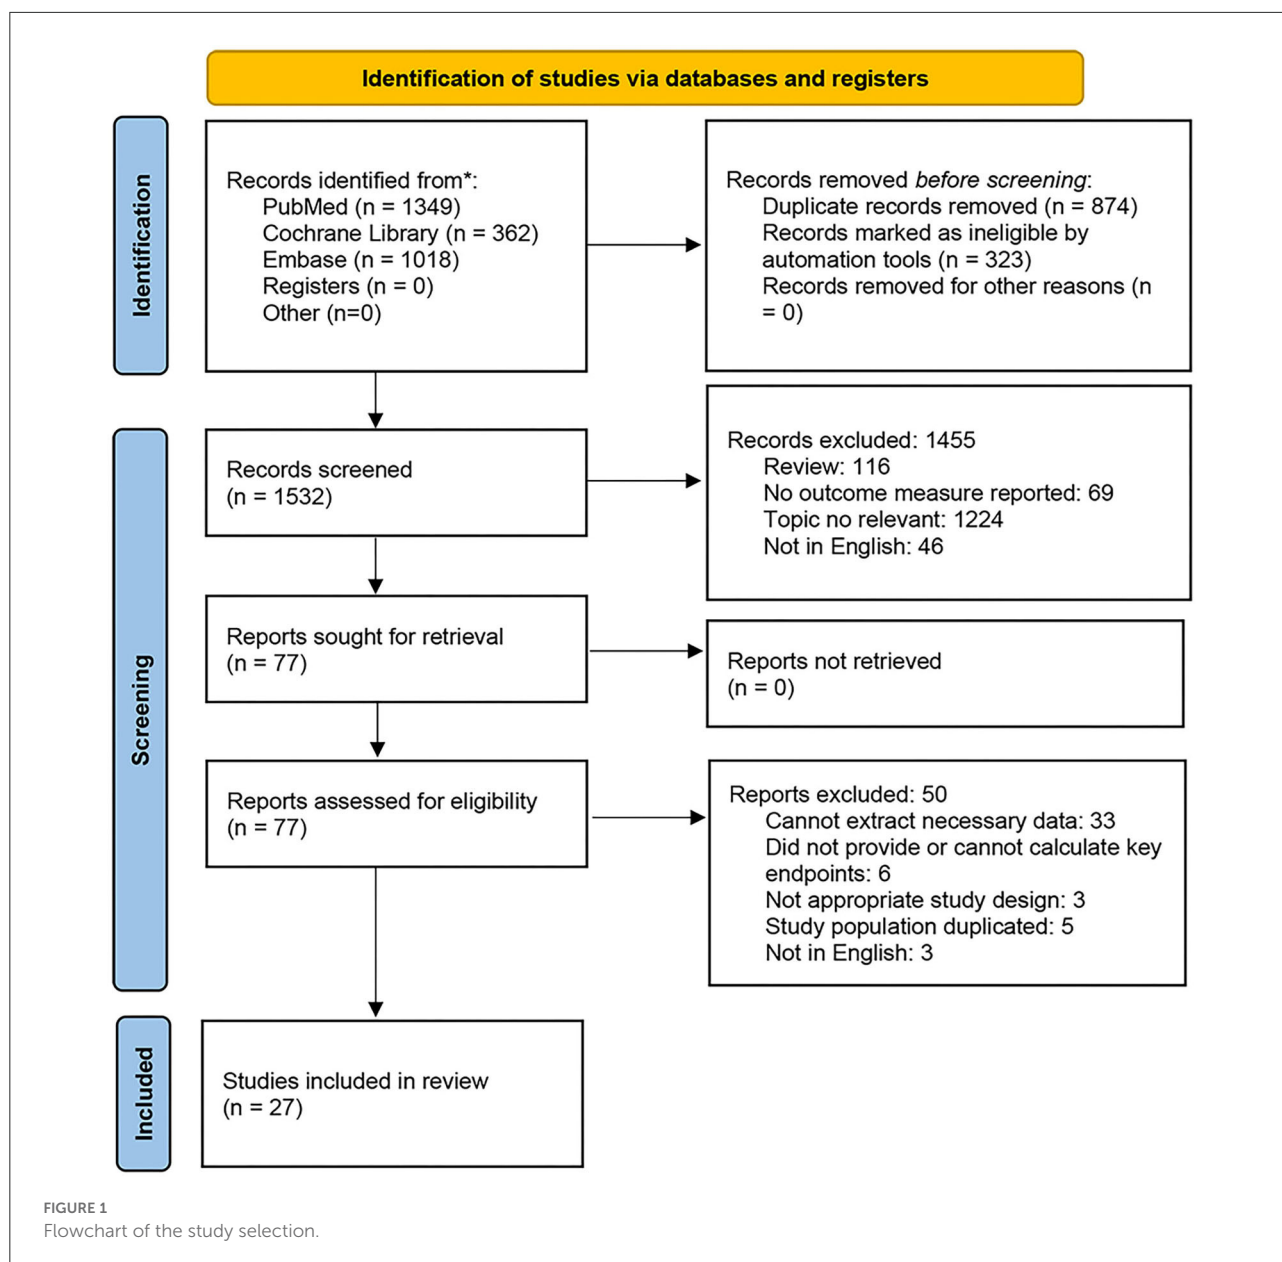 Identification of studies via databases and registers
Identification
Records identified from*:
PubMed (n = 1349)
Cochrane Library (n = 362)
Embase (n = 1018)
Registers (n = 0)
Other (n=0)
Records removed before screening:
Duplicate records removed (n = 874)
Records marked as ineligible by
automation tools (n = 323)
Records removed for other reasons (n
= 0)
Screening
Records screened
(n = 1532)
Records excluded: 1455
Review: 116
No outcome measure reported: 69
Topic no relevant: 1224
Not in English: 46
Reports sought for retrieval
(n = 77)
Reports not retrieved
(n = 0)
Reports assessed for eligibility
(n = 77)
Reports excluded: 50
Cannot extract necessary data: 33
Did not provide or cannot calculate key
endpoints: 6
Not appropriate study design: 3
Study population duplicated: 5
Not in English: 3
Included
Studies included in review
(n = 27)
FIGURE 1
Flowchart of the study selection.